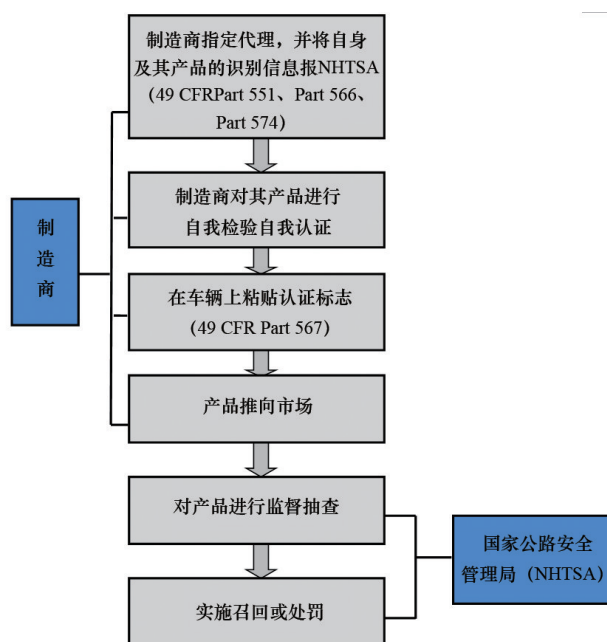 制造商指定代理，并将自身
及其产品的识别信息报NHTSA
（49 CFRPart 551、Part 566、
Part 574）
制造商对其产品进行
自我检验自我认证
制
造
商
在车辆上粘贴认证标志
（49 CFR Part 567）
产品推向市场
对产品进行监督抽查
国家公路安全
管理局（NHTSA）
实施召回或处罚